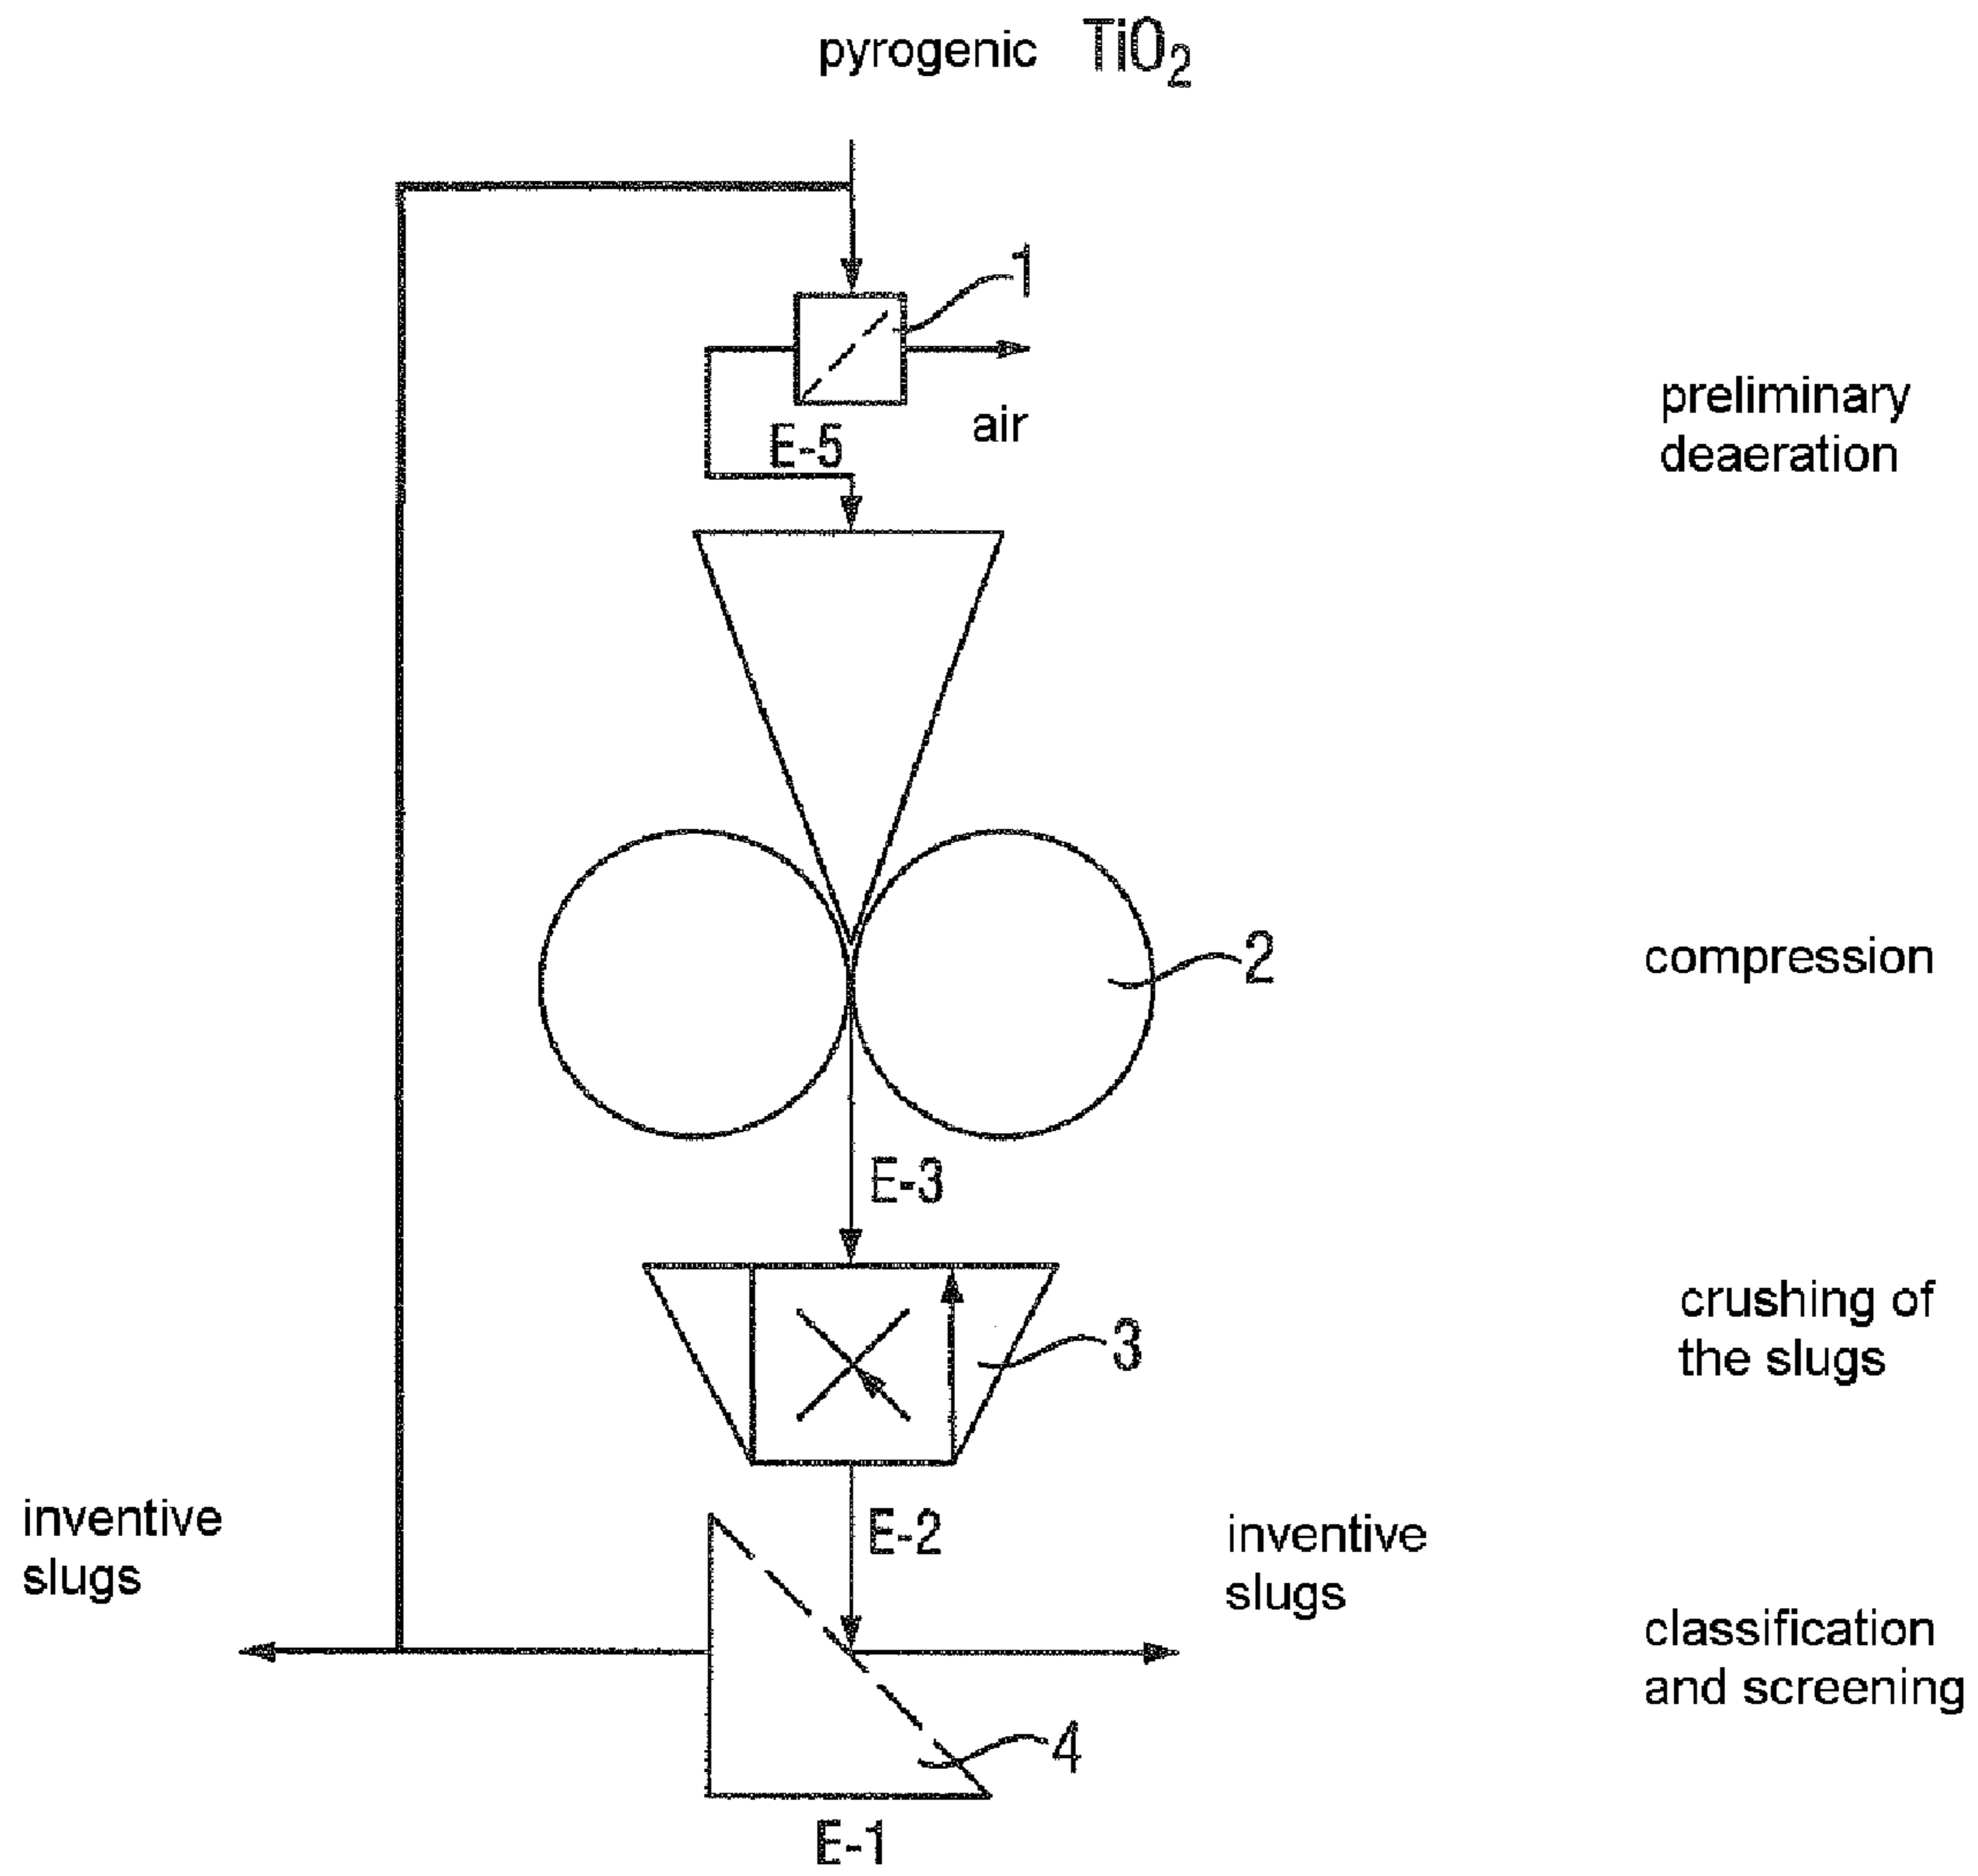 pyrogenic TiO2
1
air
E-5
preliminary
deaeration
2
compression
E-3
3
crushing of
the slugs
inventive
slugs
E-2
inventive
slugs
classification
and screening
4
E-1